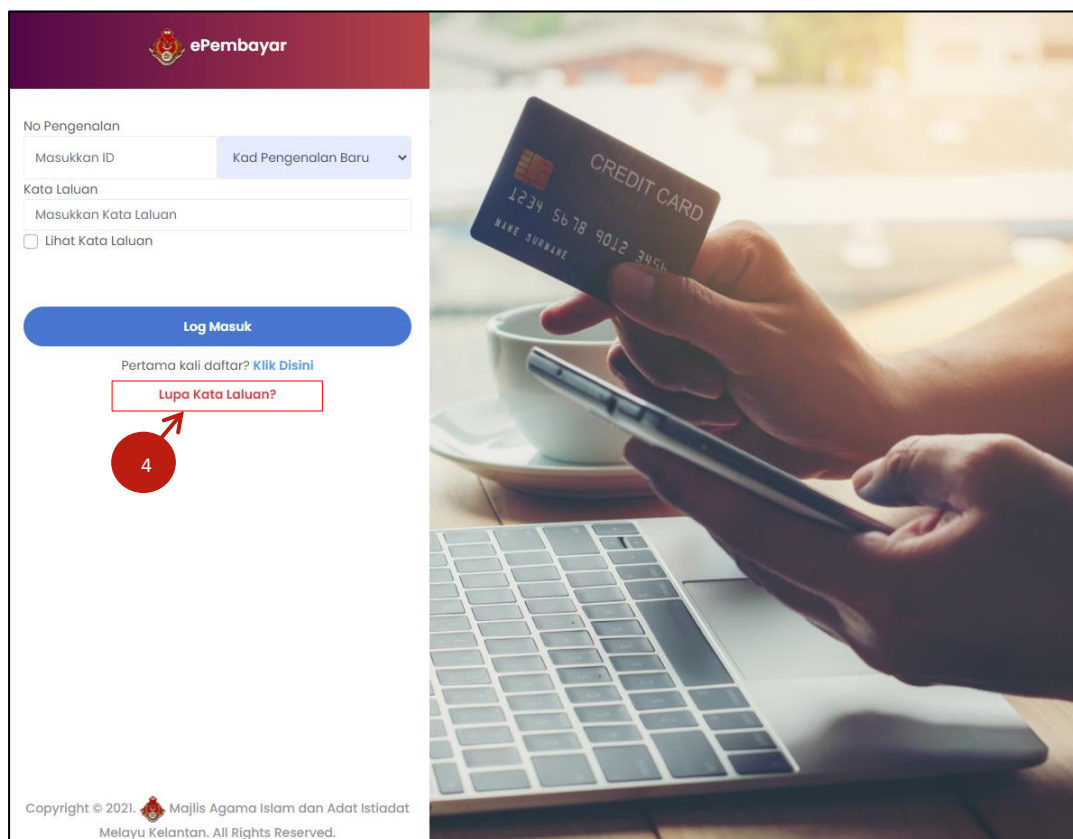 ePembayar
No Pengenalan
Masukkan ID
Kad Pengenalan Baru
Kata Laluan
Masukkan Kata Laluan
Lihat Kata Laluan
Log Masuk
Pertama kali daftar? Klik Disini
Lupa Kata Laluan?
4
Copyright © 2021. Majlis Agama Islam dan Adat Istiadat
Melayu Kelantan. All Rights Reserved.
CREDIT CARD
1234 5678 9012 3456
NAME SURNAME